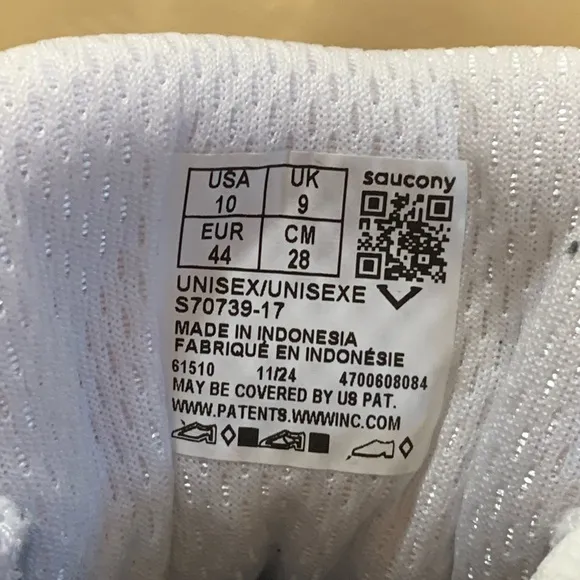 USA UK saucony
10 9
EUR CM
44 28
UNISEX/UNISEXE
S70739-17
MADE IN INDONESIA
FABRIQUÉ EN INDONÉSIE
61510 11/24 4700608084
MAY BE COVERED BY US PAT.
WWW.PATENTS.WWWINC.COM